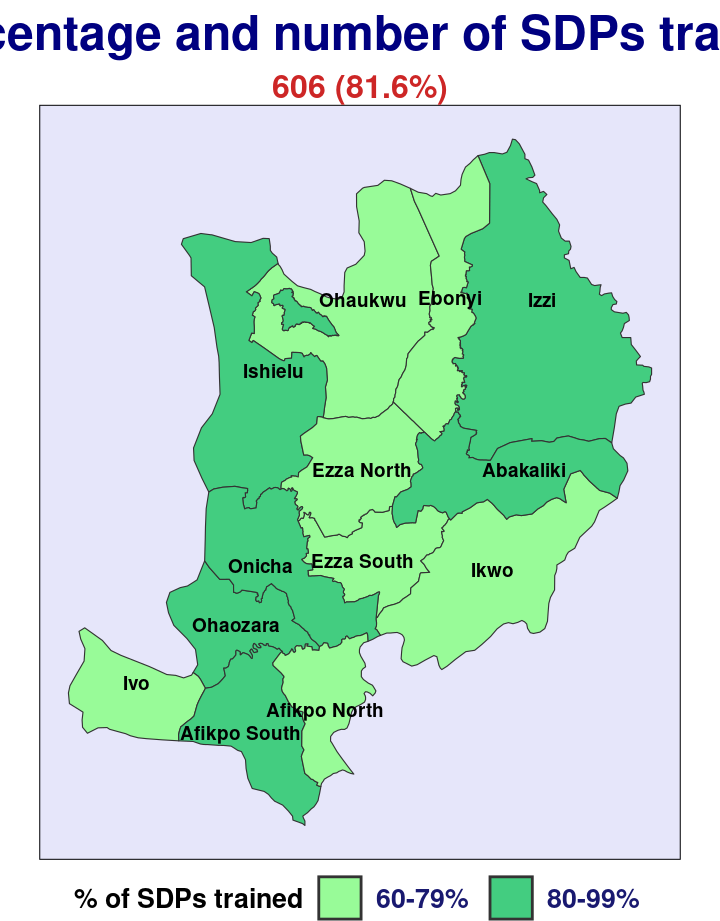 centage and number of SDPs tra
606 (81.6%)
Ohaukwu
Ebonyi
Izzi
Ishielu
Ezza North
Abakaliki
Ezza South
Onicha
Ikwo
Ohaozara
Ivo
Afikpo North
Afikpo South
% of SDPs trained 60-79% 80-99%